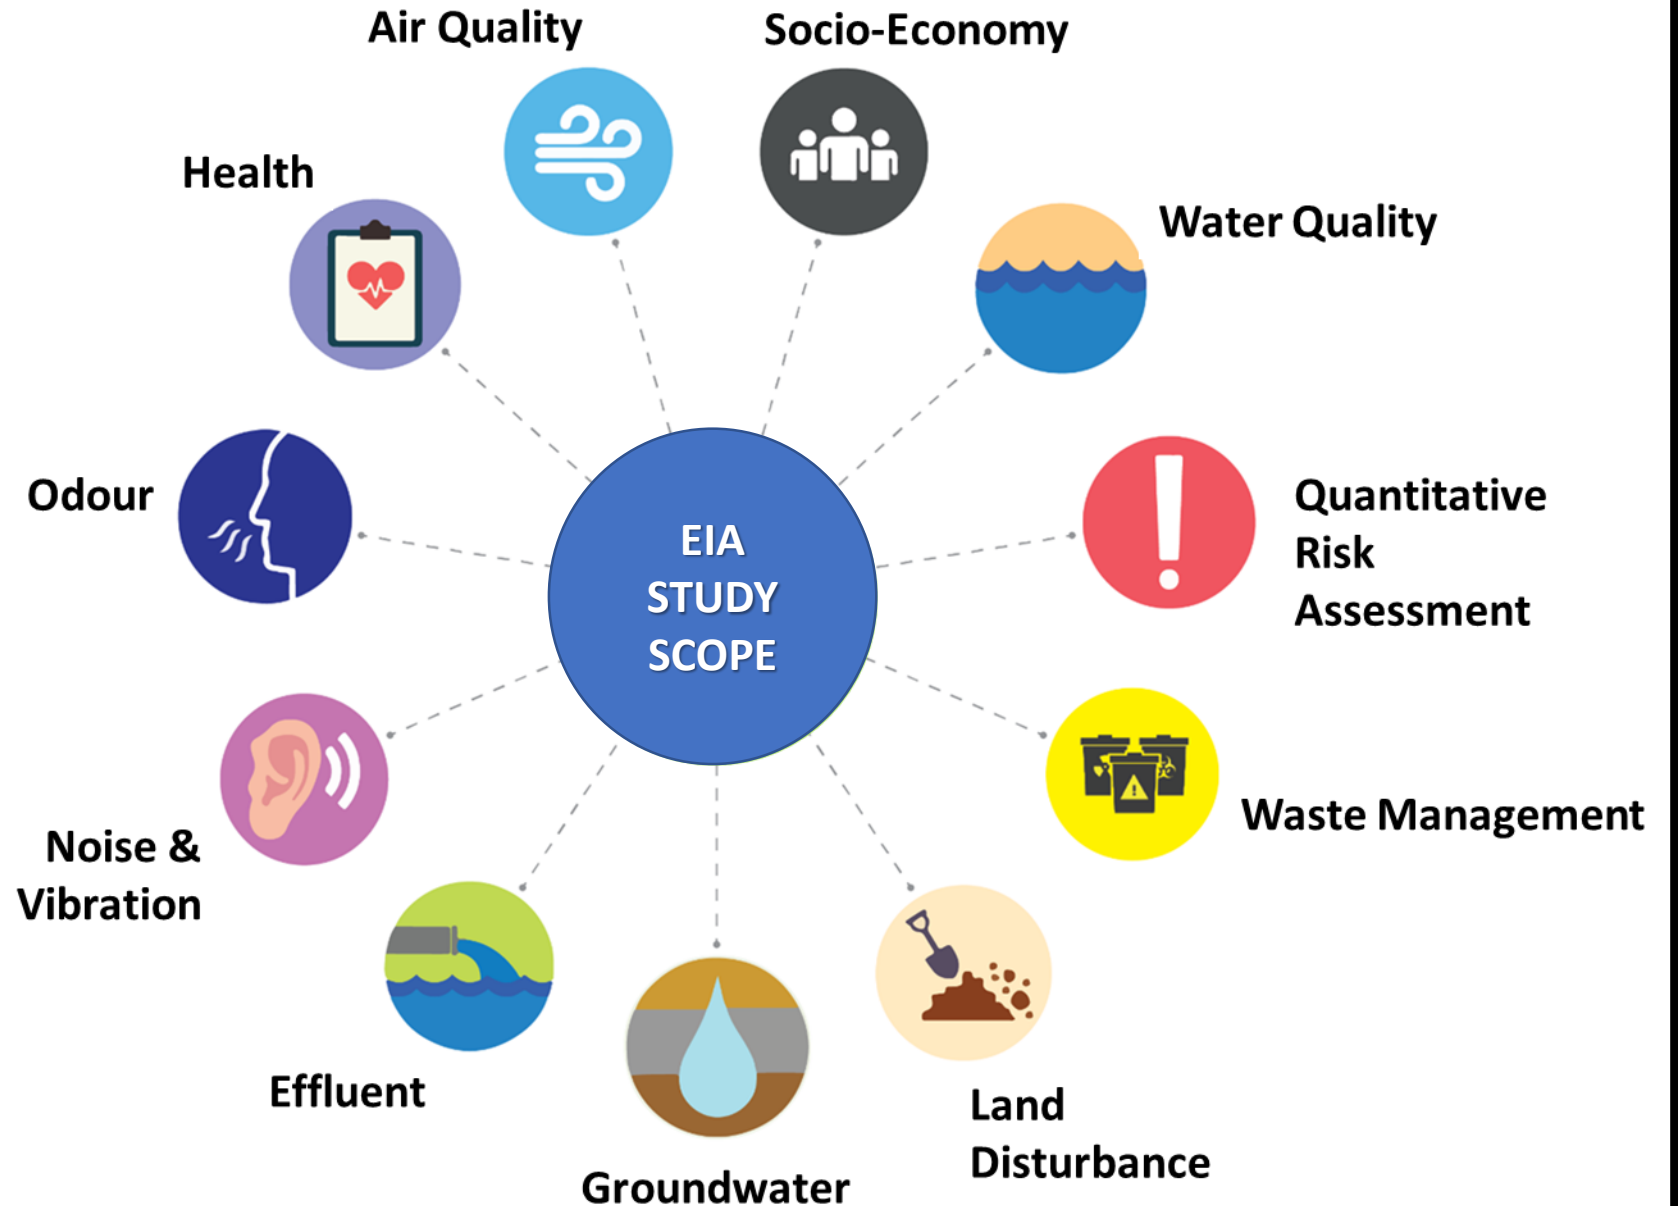 Air Quality
Socio-Economy
Health
Water Quality
Odour
Quantitative
Risk
Assessment
EIA
STUDY
SCOPE
Waste Management
Noise &
Vibration
Effluent
Land
Disturbance
Groundwater